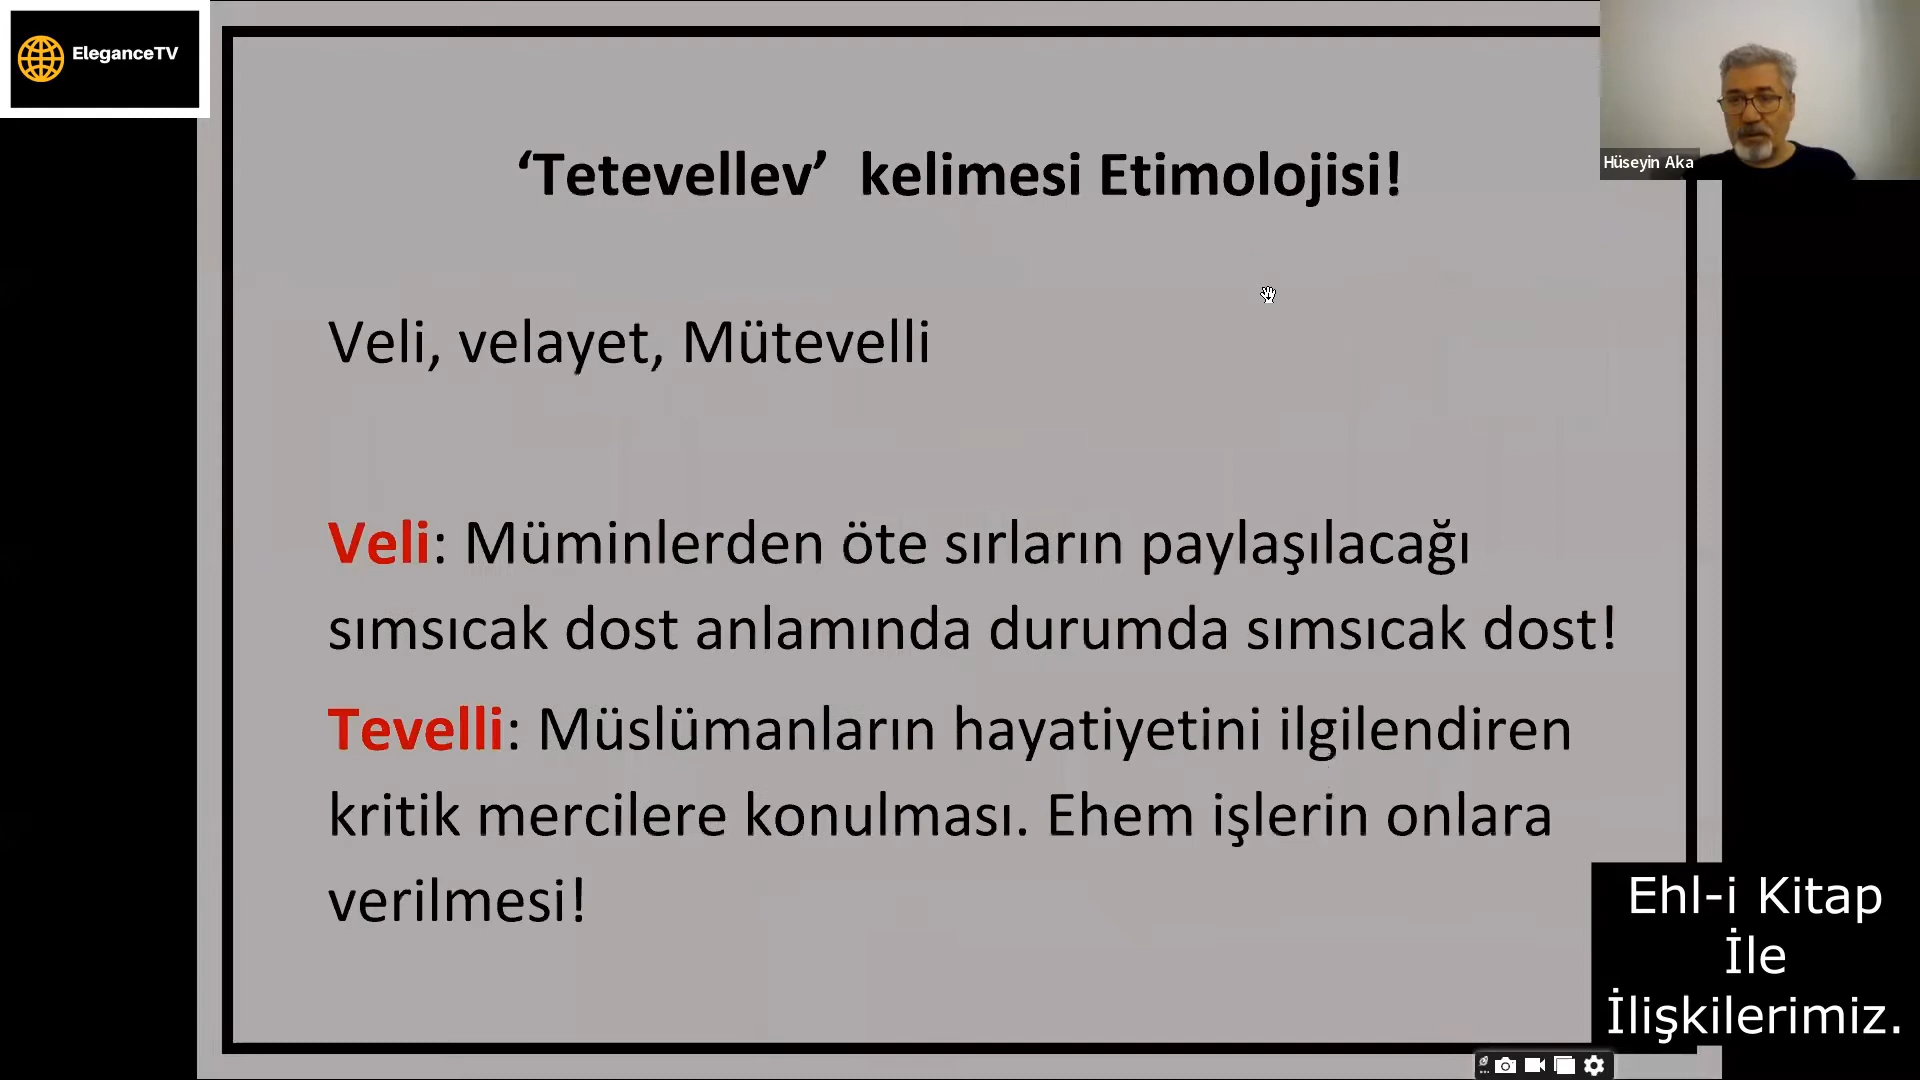 EleganceTV
Hüseyin Aka
‘Tetevellev’ kelimesi Etimolojisi!
Veli, velayet, Mütevelli
Veli: Müminlerden öte sırların paylaşılacağı
sımsıcak dost anlamında durumda sımsıcak dost!
Tevelli: Müslümanların hayatiyetini ilgilendiren
kritik mercilere konulması. Ehem işlerin onlara
verilmesi!
Ehl-i Kitap
İle
İlişkilerimiz.